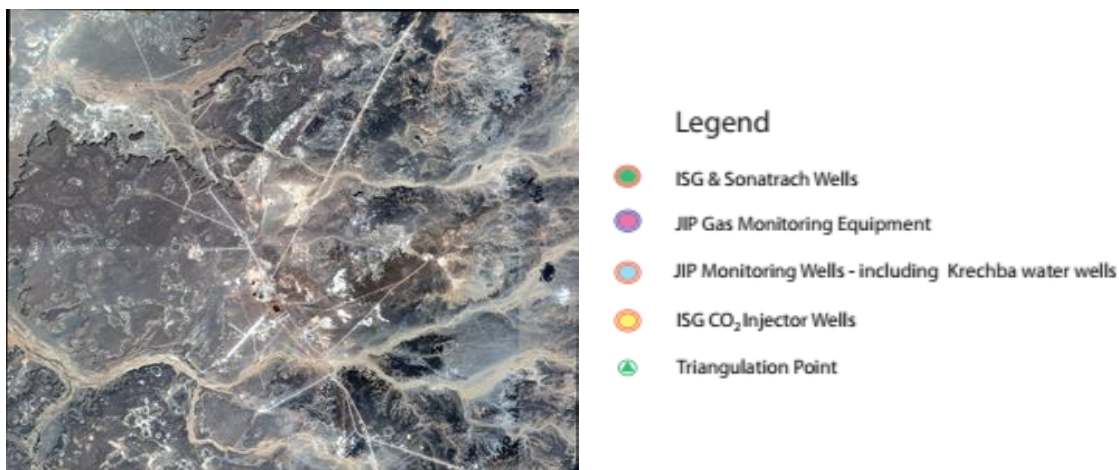 Legend
ISG & Sonatrach Wells
JIP Gas Monitoring Equipment
JIP Monitoring Wells - including Krechba water wells
ISG CO₂ Injector Wells
Triangulation Point